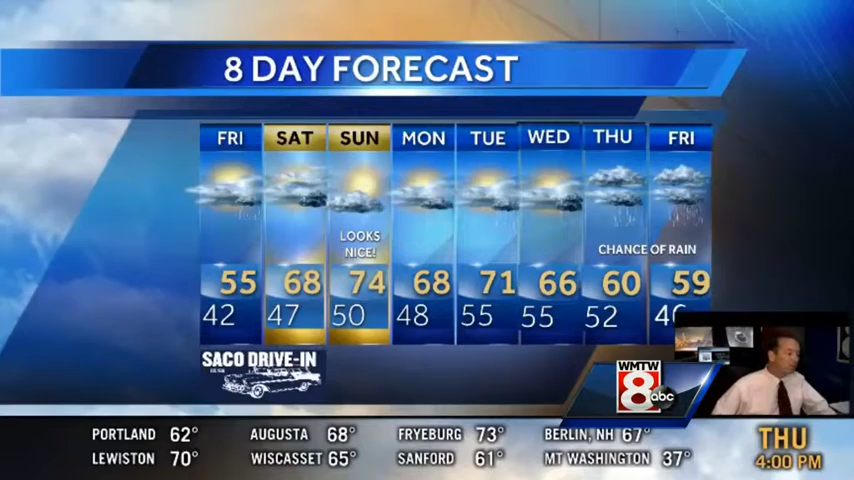 8 DAY FORECAST
FRI SAT SUN MON TUE WED THU FRI
LOOKS
NICE!
CHANCE OF RAIN
55 68 74 68 71 66 60 59
42 47 50 48 55 55 52
SACO DRIVE-IN
WMTW
8 abc
PORTLAND 62° AUGUSTA 68° FRYEBURG 73° BERLIN, NH 67°
LEWISTON 70° WISCASSET 65° SANFORD 61° MT WASHINGTON 37°
THU
4:00 PM